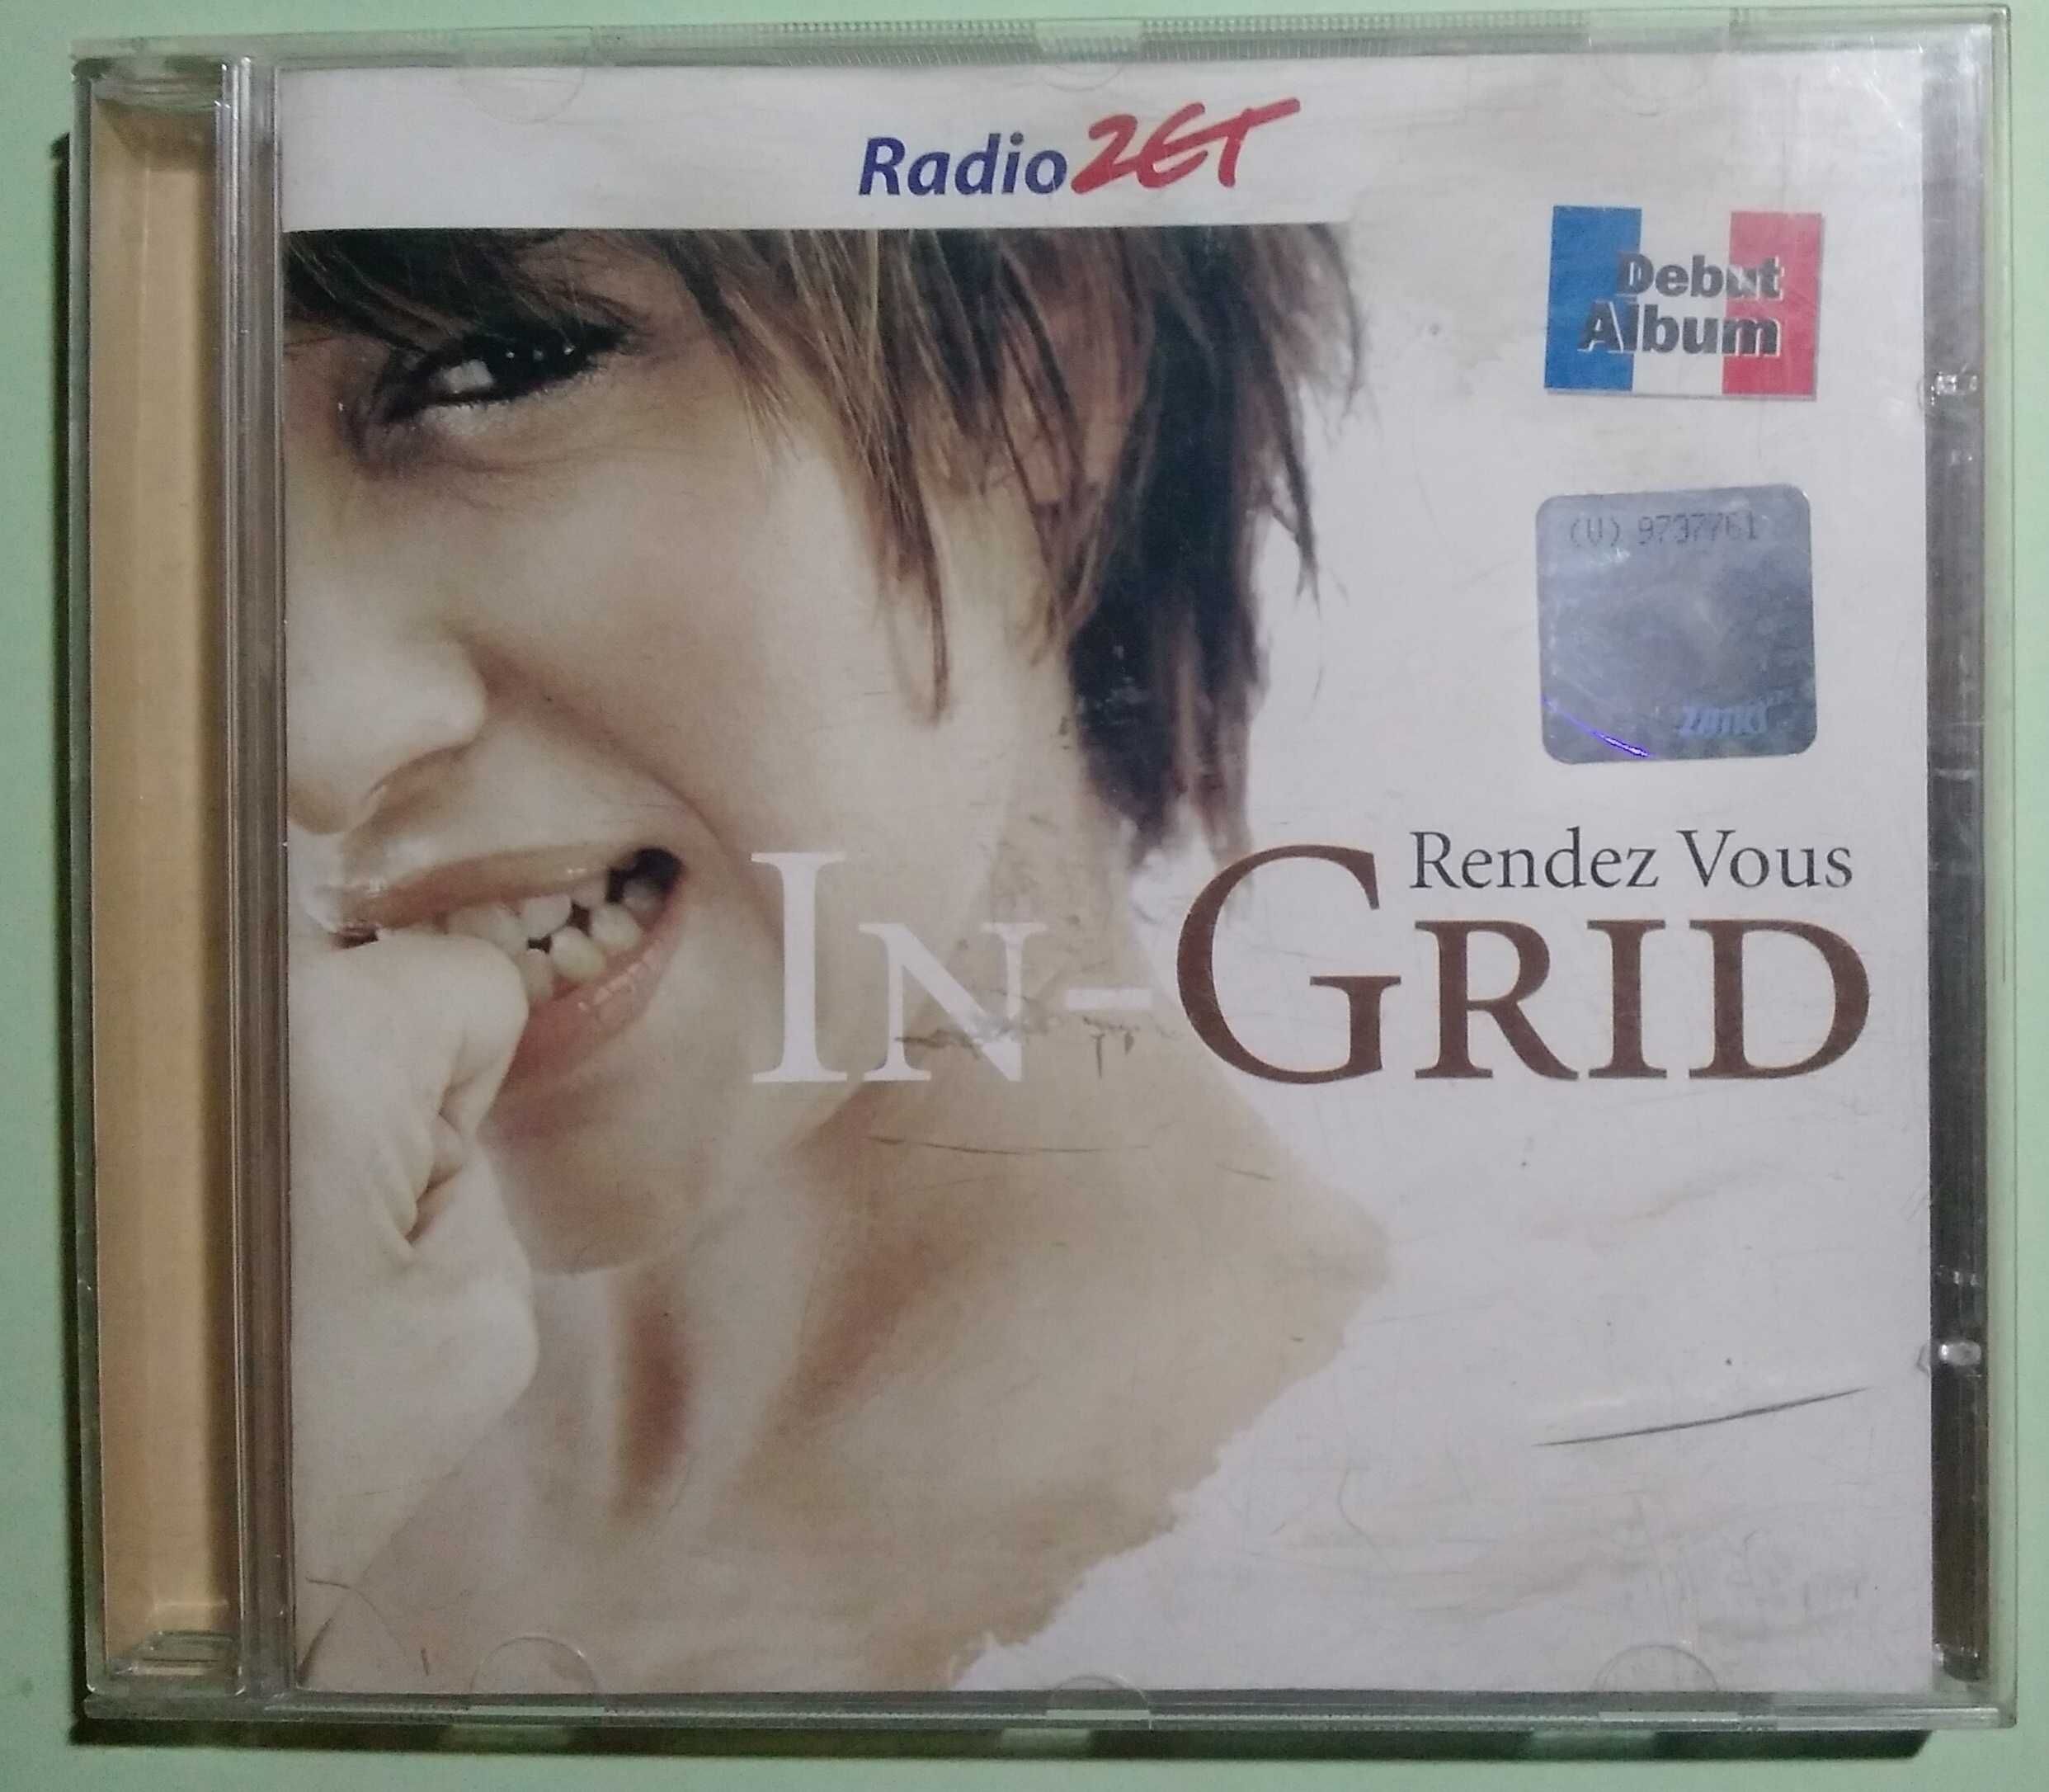 Radio ZET
Debut
Album
(V) 9737761
Rendez Vous
IN-GRID